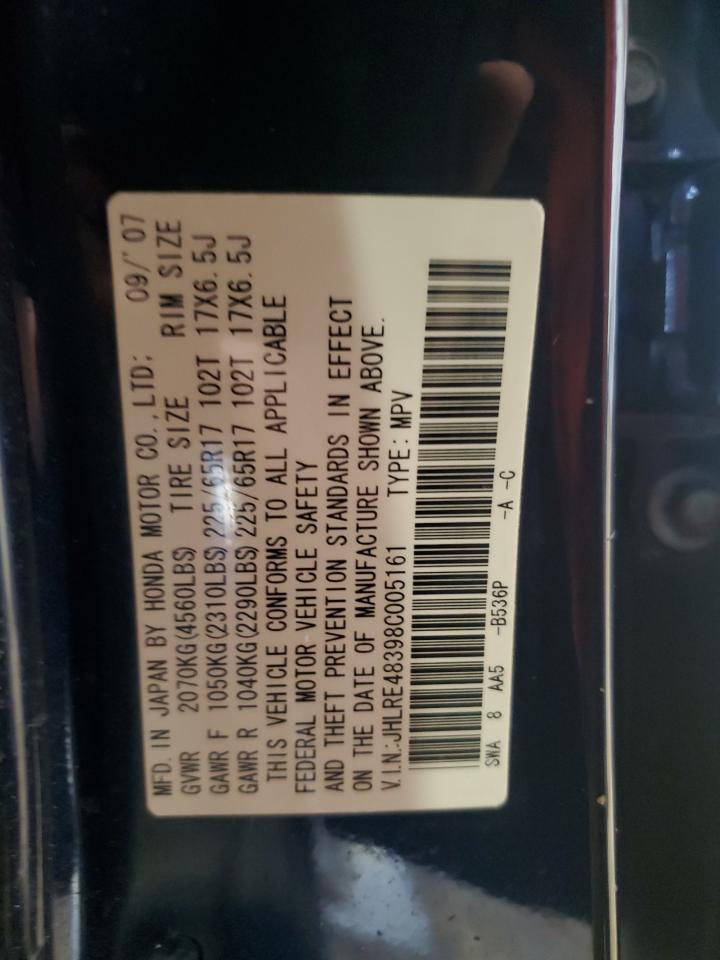 MFD. IN JAPAN BY HONDA MOTOR CO., LTD; 09/'07
GVWR 2070KG(4560LBS) TIRE SIZE RIM SIZE
GAWR F 1050KG(2310LBS) 225/65R17 102T 17X6.5J
GAWR R 1040KG(2290LBS) 225/65R17 102T 17X6.5J
THIS VEHICLE CONFORMS TO ALL APPLICABLE
FEDERAL MOTOR VEHICLE SAFETY
AND THEFT PREVENTION STANDARDS IN EFFECT
ON THE DATE OF MANUFACTURE SHOWN ABOVE.
V.I.N.:JHLRE48398C005161 TYPE: MPV
SWA 8 AA5 -B536P -A -C